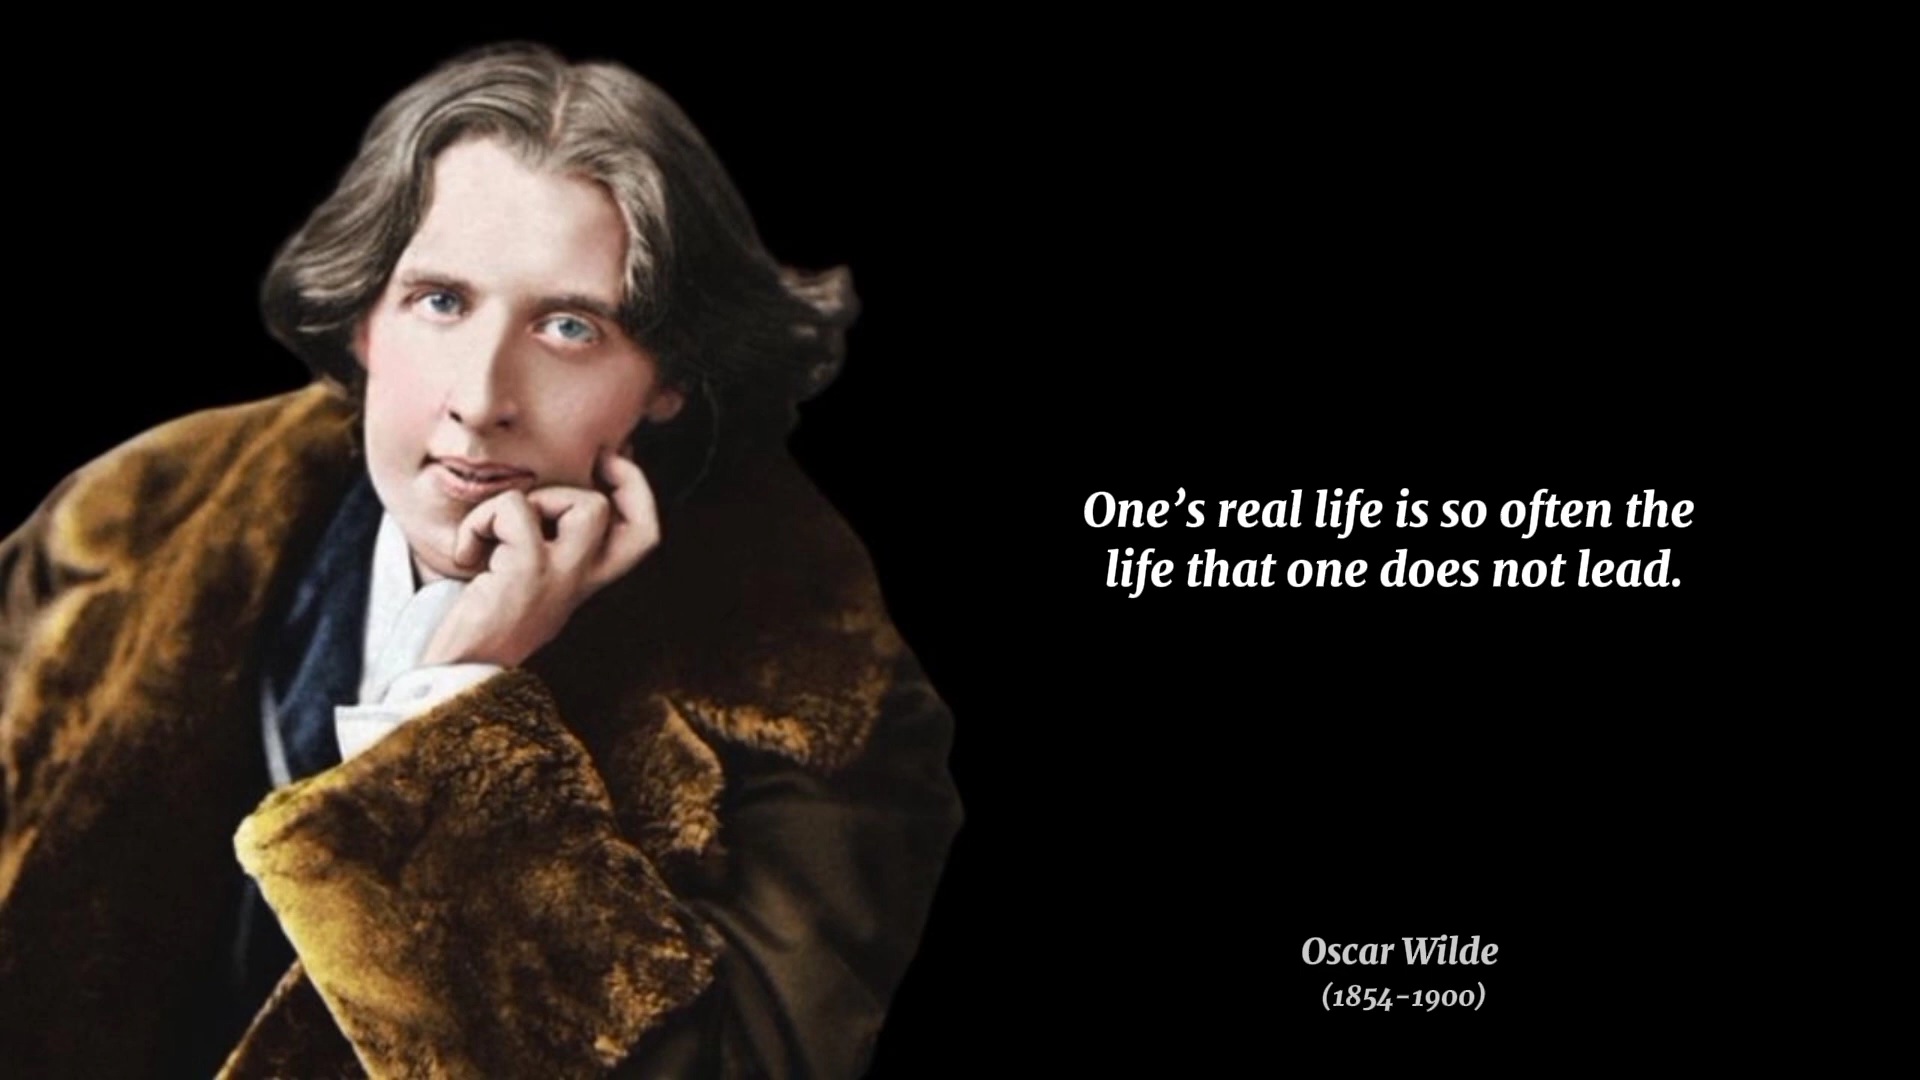 One’s real life is so often the
life that one does not lead.
Oscar Wilde
(1854-1900)